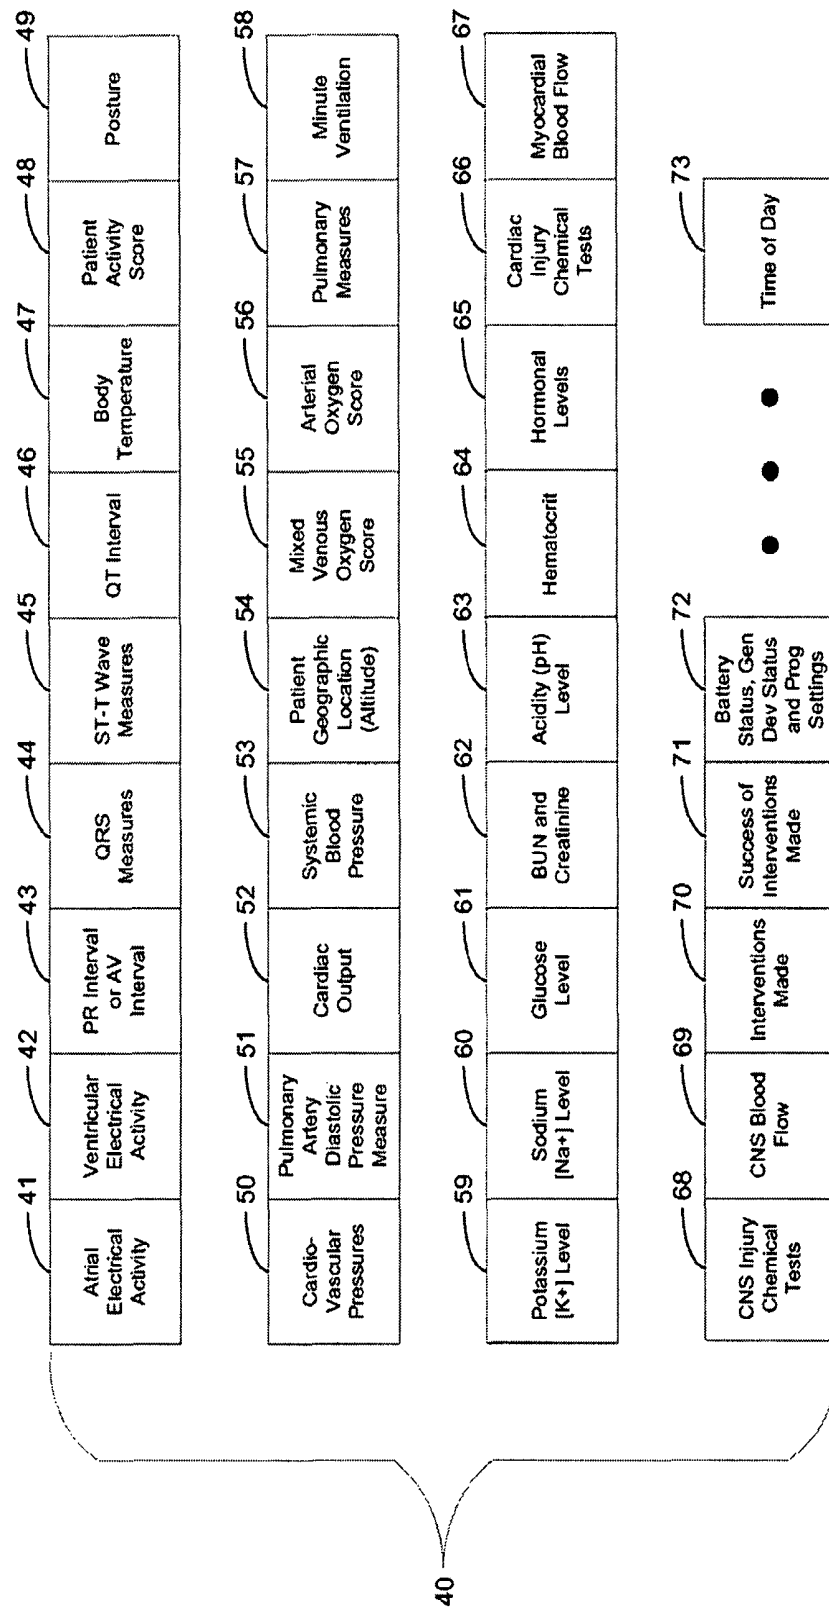 40
41
42
43
44
45
46
47
48
49
Atrial
Electrical
Activity
Ventricular
Electrical
Activity
PR Interval
or AV
Interval
QRS
Measures
ST-T Wave
Measures
QT Interval
Body
Temperature
Patient
Activity
Score
Posture
50
51
52
53
54
55
56
57
58
Cardio-
Vascular
Pressures
Pulmonary
Artery
Diastolic
Pressure
Measure
Cardiac
Output
Systemic
Blood
Pressure
Patient
Geographic
Location
(Altitude)
Mixed
Venous
Oxygen
Score
Arterial
Oxygen
Score
Pulmonary
Measures
Minute
Ventilation
59
60
61
62
63
64
65
66
67
Potassium
[K+] Level
Sodium
[Na+] Level
Glucose
Level
BUN and
Creatinine
Acidity (pH)
Level
Hematocrit
Hormonal
Levels
Cardiac
Injury
Chemical
Tests
Myocardial
Blood Flow
68
69
70
71
72
73
CNS Injury
Chemical
Tests
CNS Blood
Flow
Interventions
Made
Success of
Interventions
Made
Battery
Status, Gen
Dev Status
and Prog
Settings
Time of Day